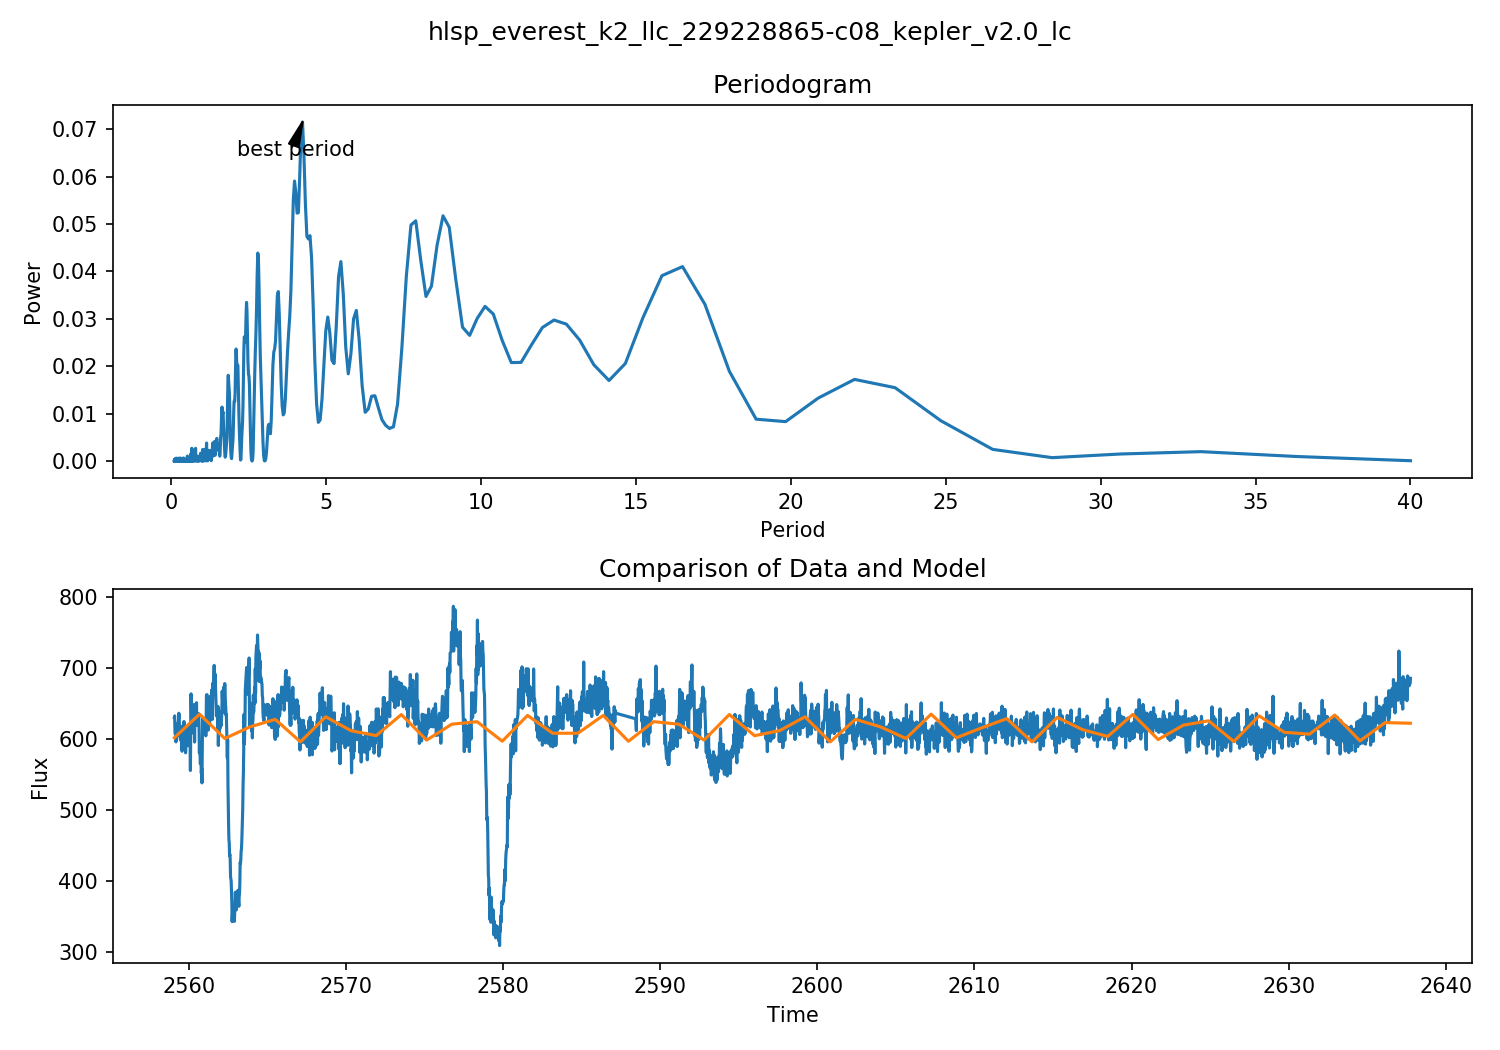 hlsp_everest_k2_llc_229228865-c08_kepler_v2.0_lc
Periodogram
0.07
0.06
0.05
0.04
0.03
0.02
0.01
0.00
Power
best period
0 5 10 15 20 25 30 35 40
Period
Comparison of Data and Model
800
700
600
500
400
300
Flux
2560 2570 2580 2590 2600 2610 2620 2630 2640
Time